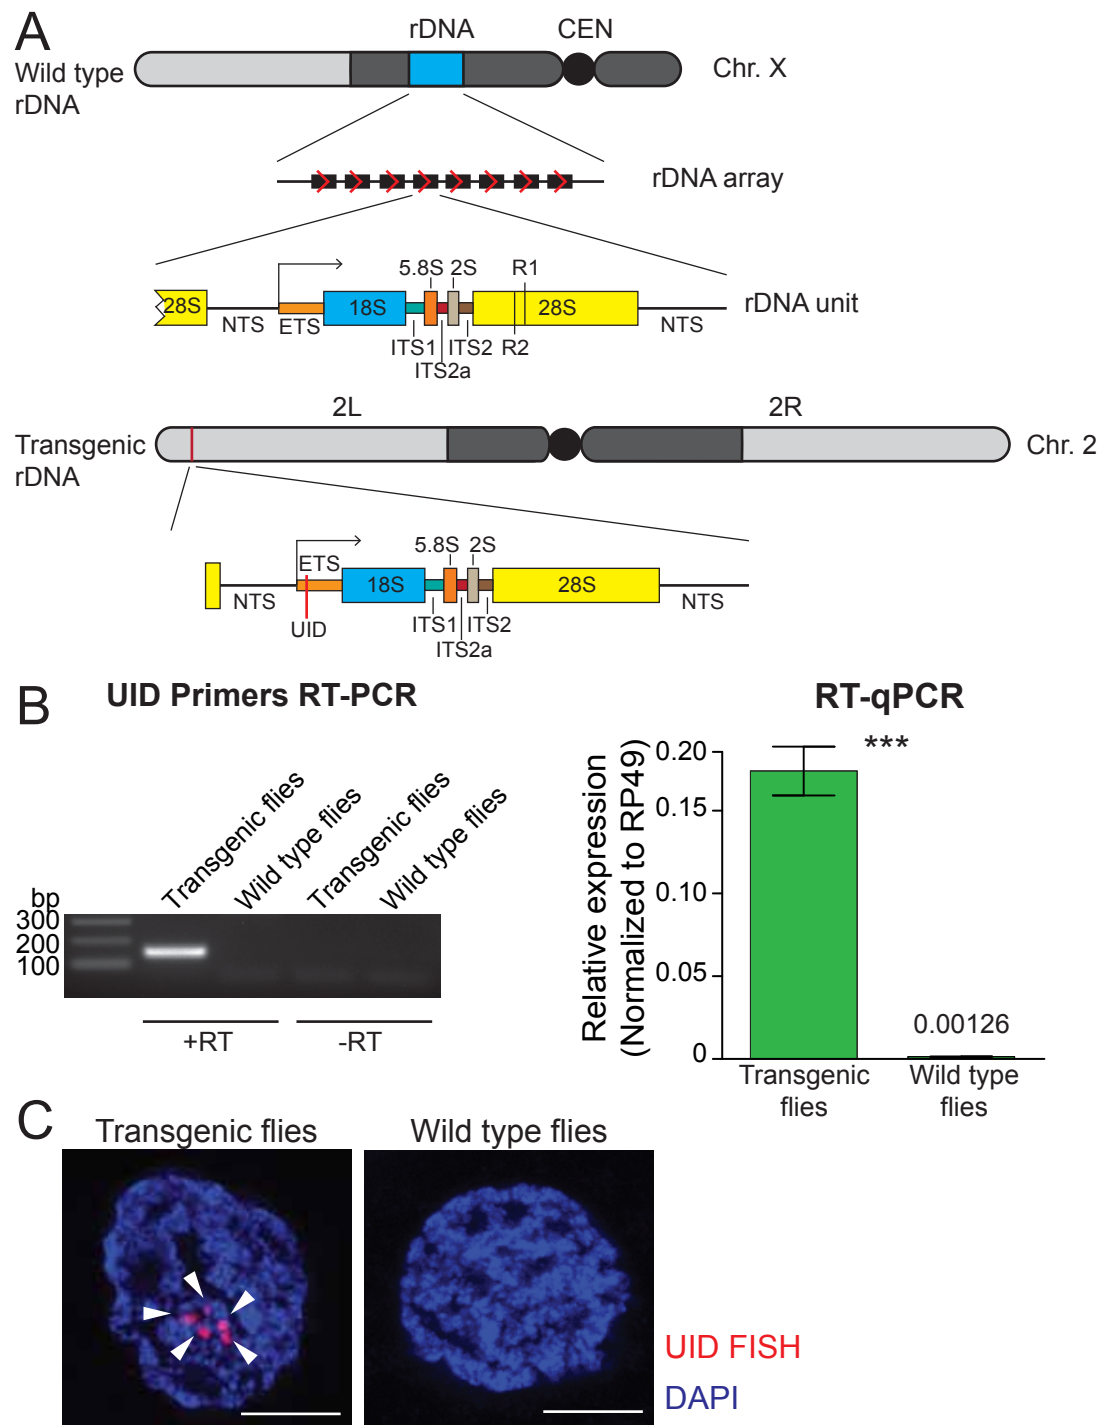 A
rDNA
CEN
Wild type
rDNA
Chr. X
rDNA array
5.8S 2S R1
28S
18S
28S
rDNA unit
NTS ETS
NTS
ITS1 ITS2 R2
ITS2a
2L
2R
Transgenic
rDNA
Chr. 2
5.8S 2S
ETS
18S
28S
NTS
NTS
UID
ITS1 ITS2
ITS2a
B
UID Primers RT-PCR
Transgenic flies
Wild type flies
Transgenic flies
Wild type flies
bp
300
200
100
+RT
-RT
RT-qPCR
Relative expression
(Normalized to RP49)
0.20
0.15
0.10
0.05
0
***
0.00126
Transgenic
flies
Wild type
flies
C
Transgenic flies
Wild type flies
UID FISH
DAPI